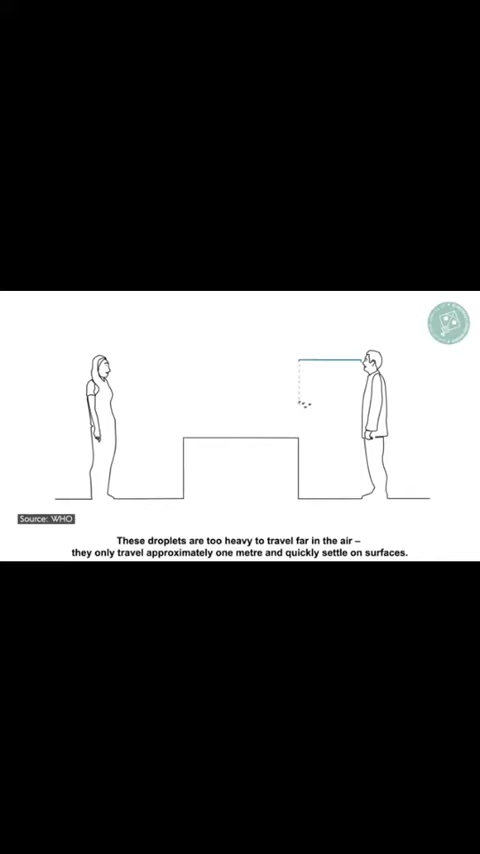 Source: WHO
These droplets are too heavy to travel far in the air –
they only travel approximately one metre and quickly settle on surfaces.